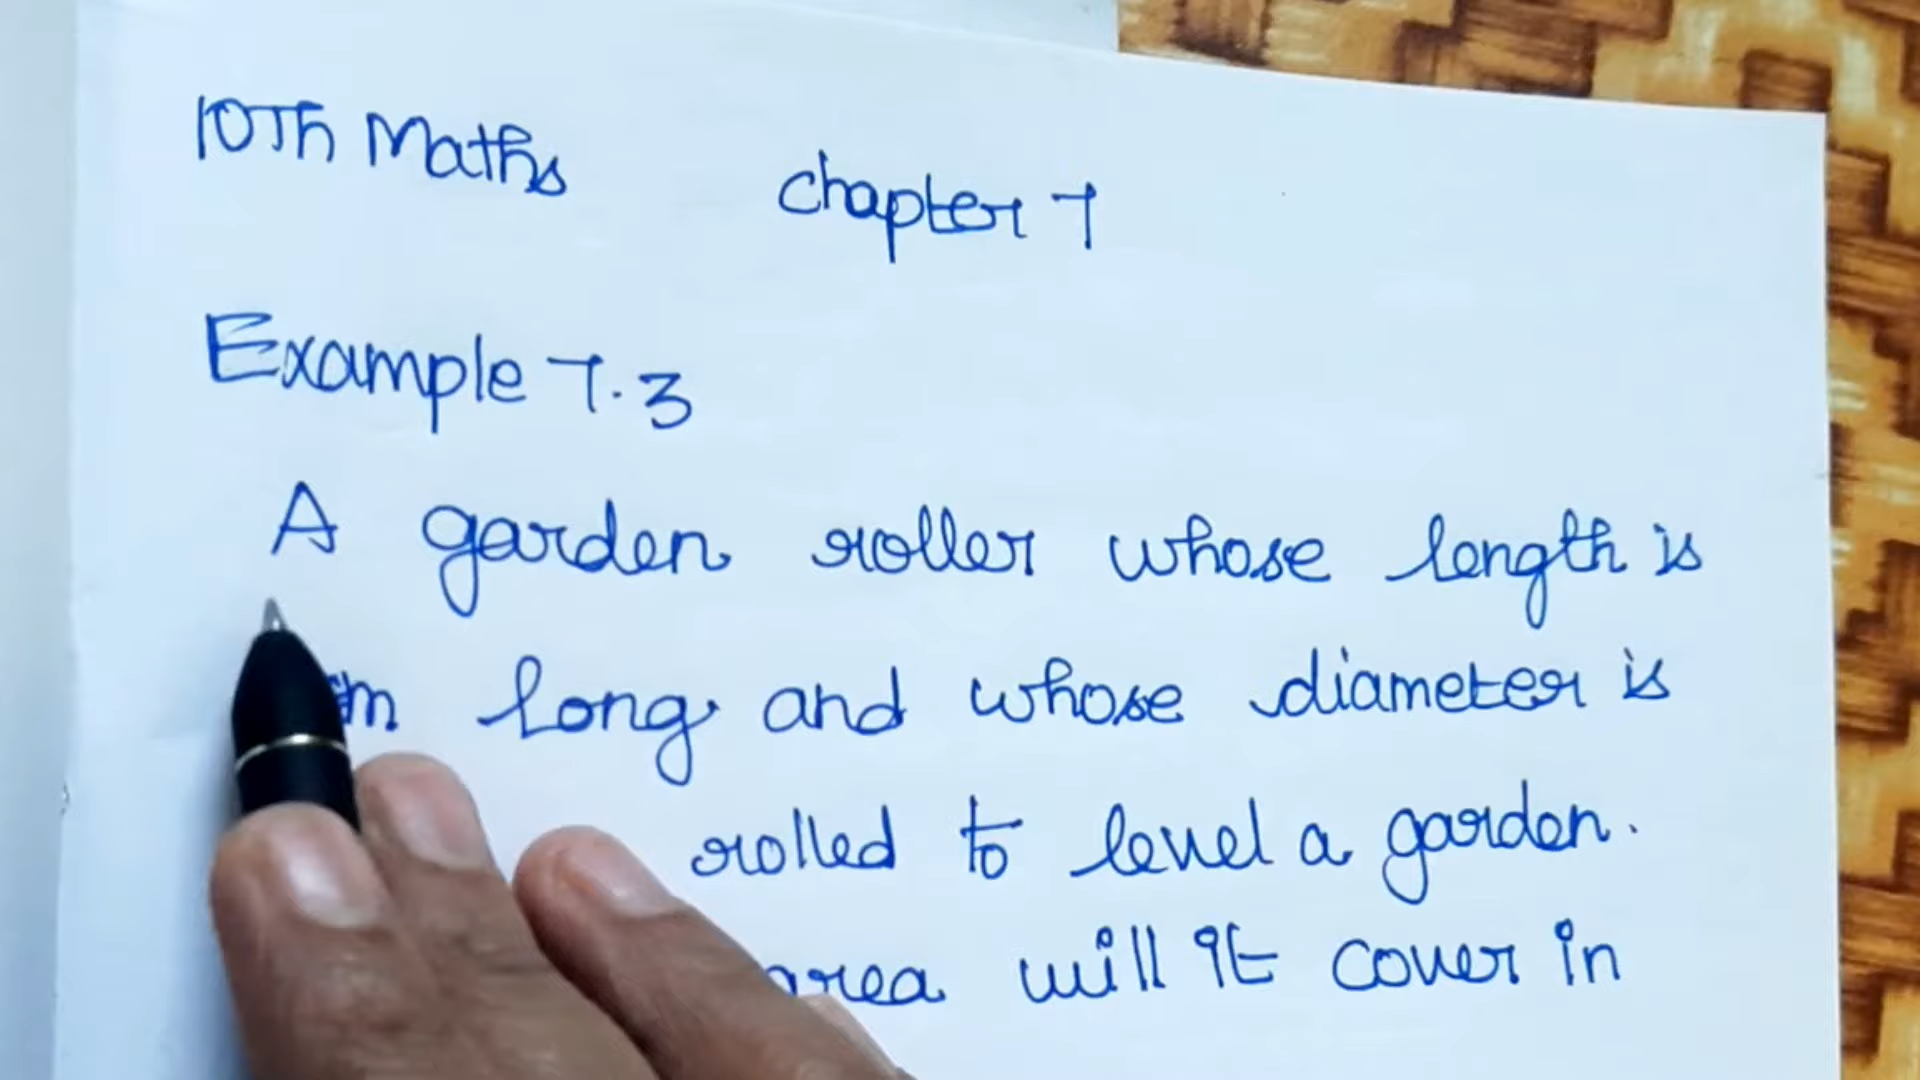 10Th Maths
chapter 7
Example 7.3
A garden roller whose length is
long and whose diameter is
rolled to level a garden.
area will it cover in